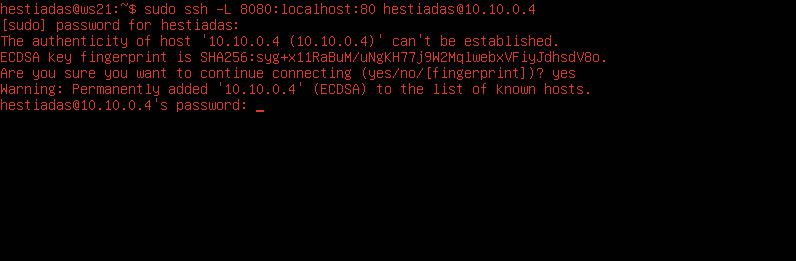 hestiadas@ws21:~$ sudo ssh -L 8080:localhost:80 hestiadas@10.10.0.4
[sudo] password for hestiadas:
The authenticity of host '10.10.0.4 (10.10.0.4)' can't be established.
ECDSA key fingerprint is SHA256:syg+x11RaBuM/uNgKH77j9W2MqlwebxVFiyJdhsdV8o.
Are you sure you want to continue connecting (yes/no/[fingerprint])? yes
Warning: Permanently added '10.10.0.4' (ECDSA) to the list of known hosts.
hestiadas@10.10.0.4's password: _